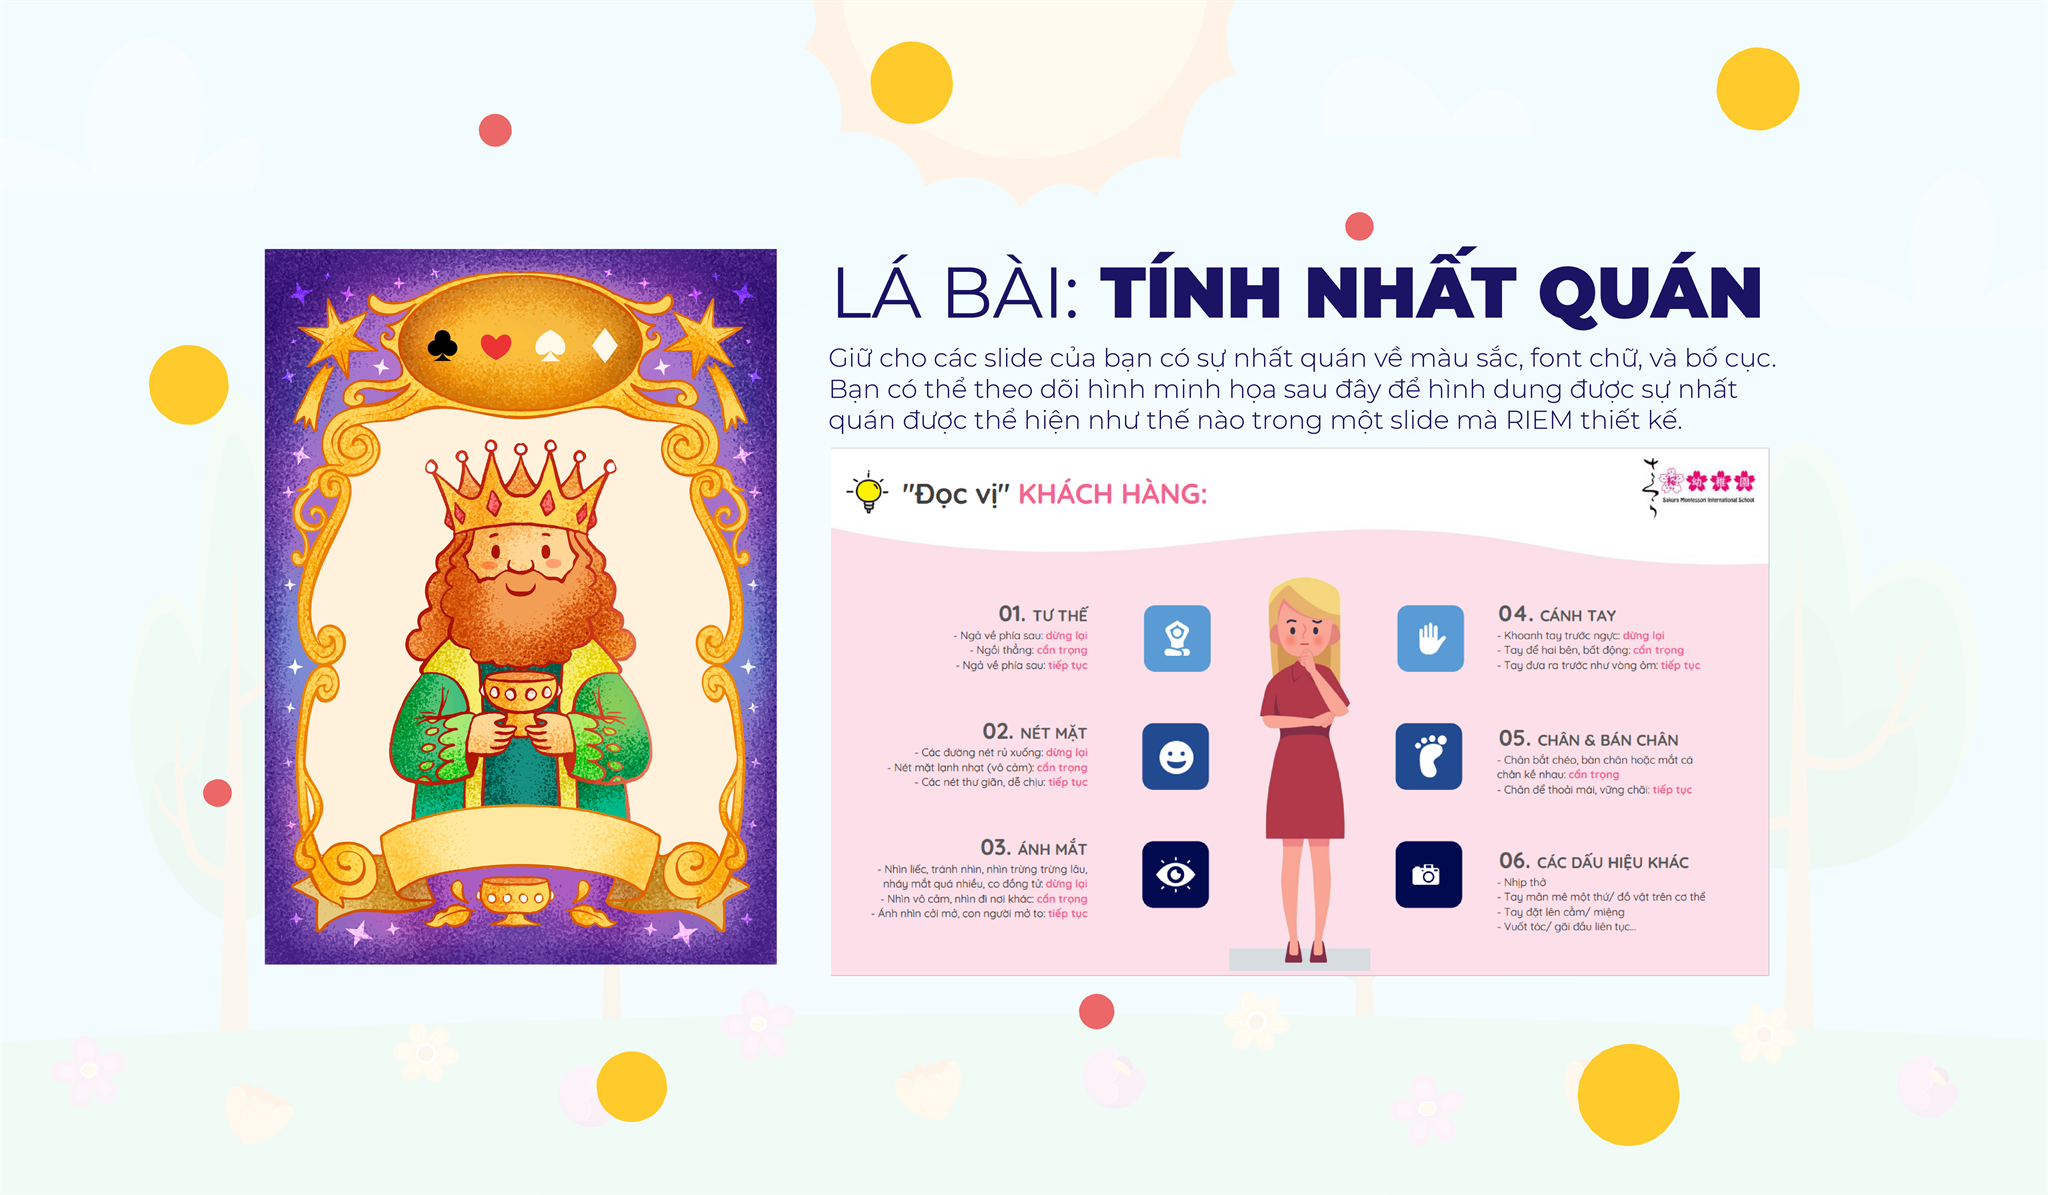 LÁ BÀI: TÍNH NHẤT QUÁN
Giữ cho các slide của bạn có sự nhất quán về màu sắc, font chữ, và bố cục.
Bạn có thể theo dõi hình minh họa sau đây để hình dung được sự nhất
quán được thể hiện như thế nào trong một slide mà RIEM thiết kế.
"Đọc vị" KHÁCH HÀNG:
幼稚園
Sakura Montessori International School
01. TƯ THẾ
- Ngả về phía sau: dừng lại
- Ngồi thẳng: cẩn trọng
- Ngả về phía sau: tiếp tục
02. NÉT MẶT
- Các đường nét rủ xuống: dừng lại
- Nét mặt lạnh nhạt (vô cảm): cẩn trọng
- Các nét thư giãn, dễ chịu: tiếp tục
03. ÁNH MẮT
- Nhìn liếc, tránh nhìn, nhìn trừng trừng lâu,
nháy mắt quá nhiều, co đồng tử: dừng lại
- Nhìn vô cảm, nhìn đi nơi khác: cẩn trọng
- Ánh nhìn cởi mở, con người mở to: tiếp tục
04. CÁNH TAY
- Khoanh tay trước ngực: dừng lại
- Tay để hai bên, bất động: cẩn trọng
- Tay đưa ra trước như vòng ôm: tiếp tục
05. CHÂN & BÁN CHÂN
- Chân bắt chéo, bàn chân hoặc mắt cá
chân kề nhau: cẩn trọng
- Chân để thoải mái, vững chãi: tiếp tục
06. CÁC DẤU HIỆU KHÁC
- Nhịp thở
- Tay mân mê một thứ/ đồ vật trên cơ thể
- Tay đặt lên cằm/ miệng
- Vuốt tóc/ gãi đầu liên tục...